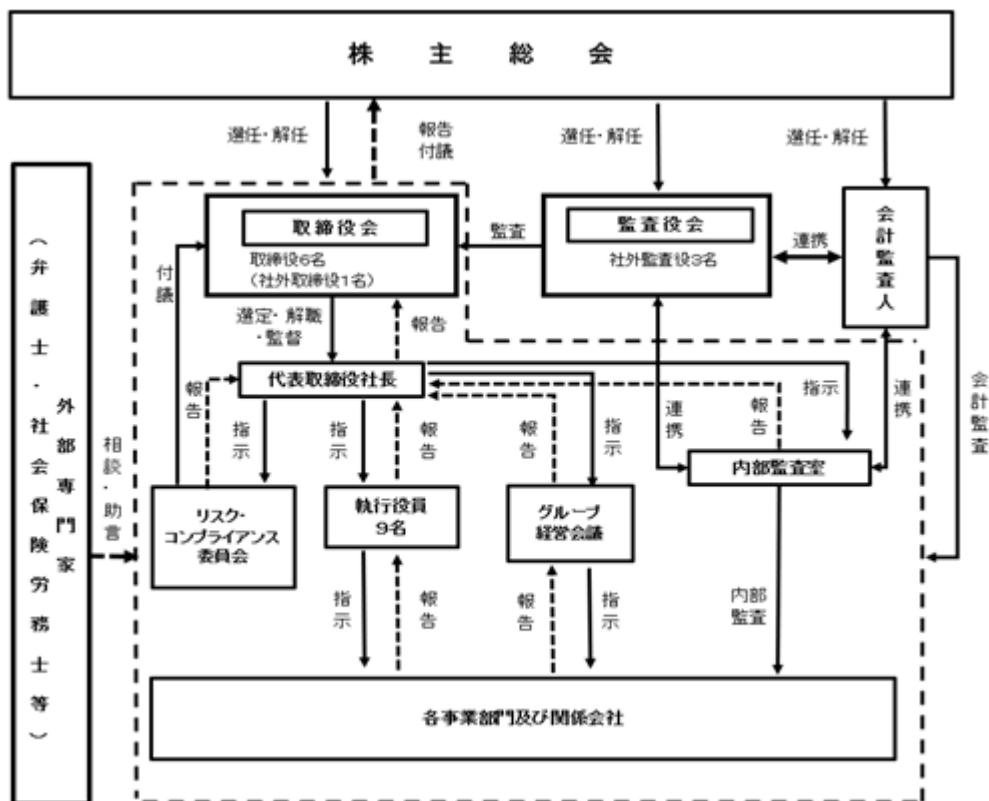 株主総会
選任・解任
報告
付議
選任・解任
選任・解任
取締役会
取締役6名
（社外取締役1名）
監査
監査役会
社外監査役3名
連携
会計監査人
付議
選定・解職
・監督
報告
代表取締役社長
報告
指示
指示
報告
報告
指示
連携
報告
指示
連携
会計監査
内部監査室
リスク・
コンプライアンス
委員会
執行役員
9名
グループ
経営会議
指示
報告
報告
指示
内部
監査
各事業部門及び関係会社
外部専門家
（弁護士・社会保険労務士等）
相談・助言